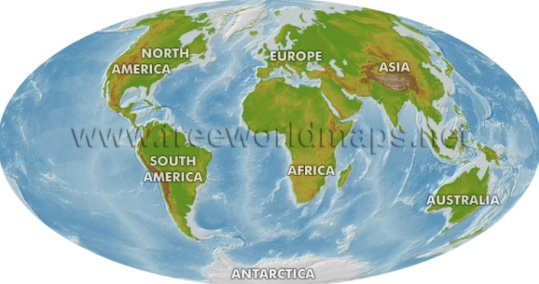 NORTH
AMERICA
EUROPE
ASIA
www.freeworldmaps.net
SOUTH
AMERICA
AFRICA
AUSTRALIA
ANTARCTICA